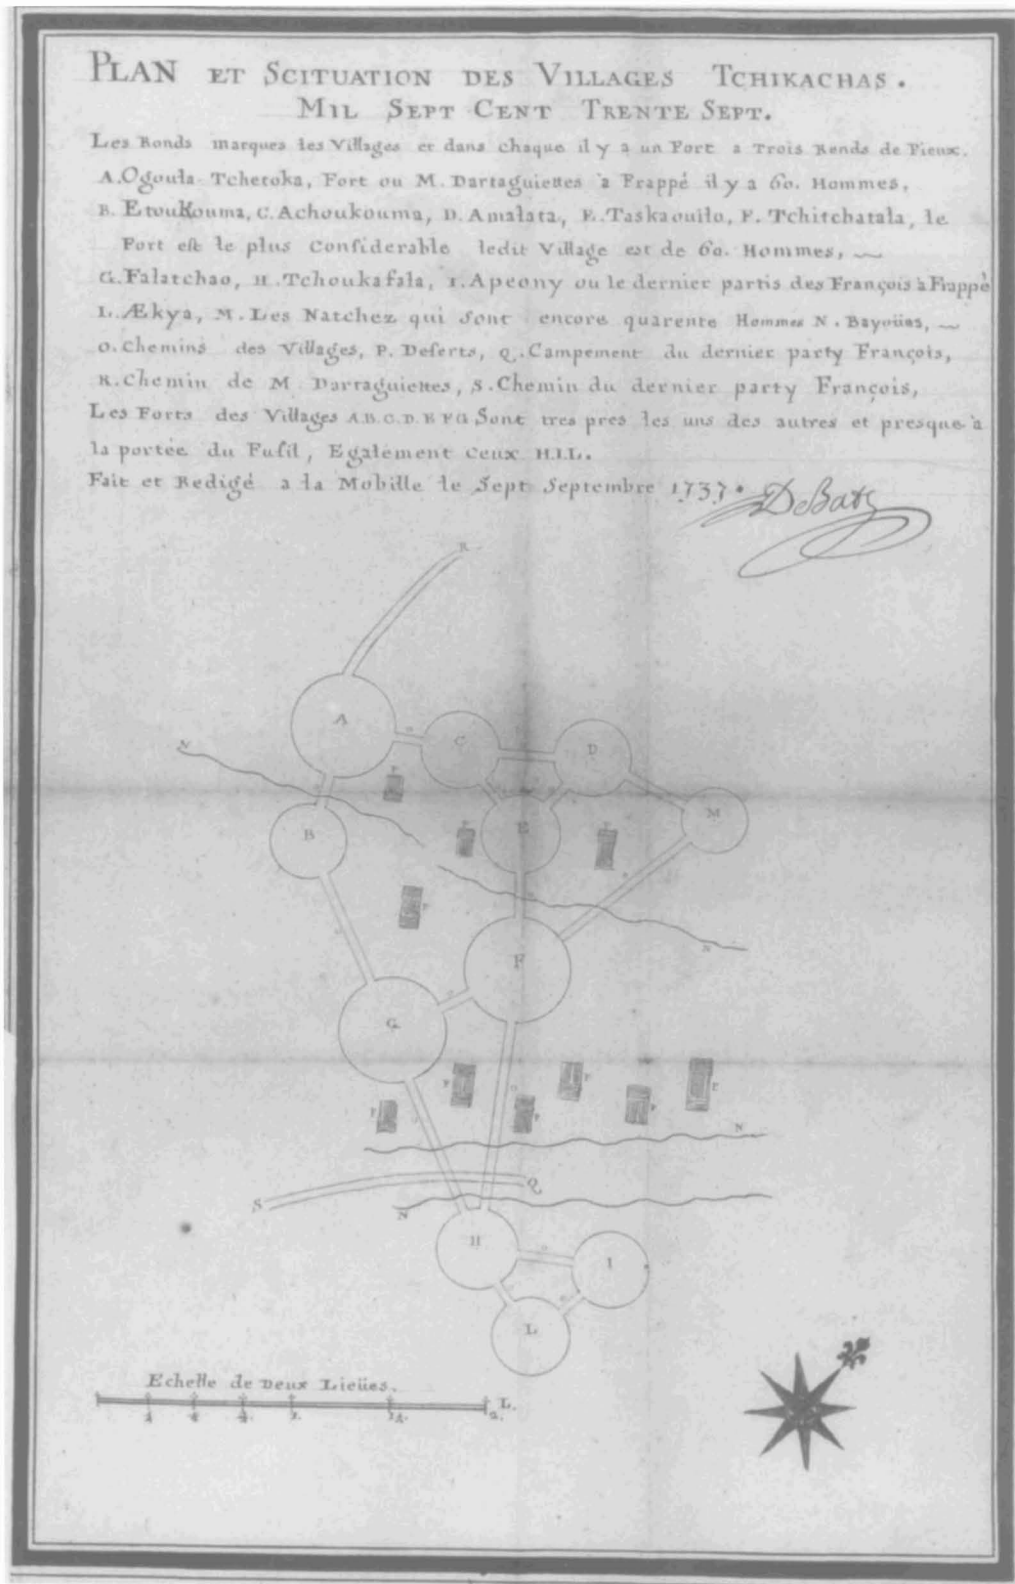 PLAN ET SCITUATION DES VILLAGES TCHIKACHAS.
MIL SEPT CENT TRENTE SEPT.
Les Ronds marques les Villages et dans chaque il y a un Fort a Trois Rends de Pieux.
A. Ogoula Tchetoka, Fort ou M. Dartaguiettes à Frappé il y a 60. Hommes,
B. Etoukouma, C. Achoukouma, D. Amalata, E. Taskaouilo, F. Tchitchatala, le
Fort est le plus Considerable ledit Village est de 60. Hommes,
G. Falatchao, H. Tchoukafala, I. Apeony ou le dernier partis des François à Frappè
L. Ækya, M. Les Natchez qui sont encore quarente Hommes N. Bayoües,
O. Chemins des Villages, P. Deserts, Q. Campement du dernier party François,
R. Chemin de M. Dartaguiettes, S. Chemin du dernier party François,
Les Forts des Villages A.B.C.D.E F G Sont tres pres les uns des autres et presque à
la portée du Fusil, Egalement Ceux H.I.L.
Fait et Redigé a la Mobille le Sept Septembre 1737. DeBatz
R
A
O
C
D
N
P
B
P
E
P
M
P
F
N
G
P
P
P
P
P
P
N
S
Q
N
H
O
I
L
Echelle de Deux Lieües.
L.